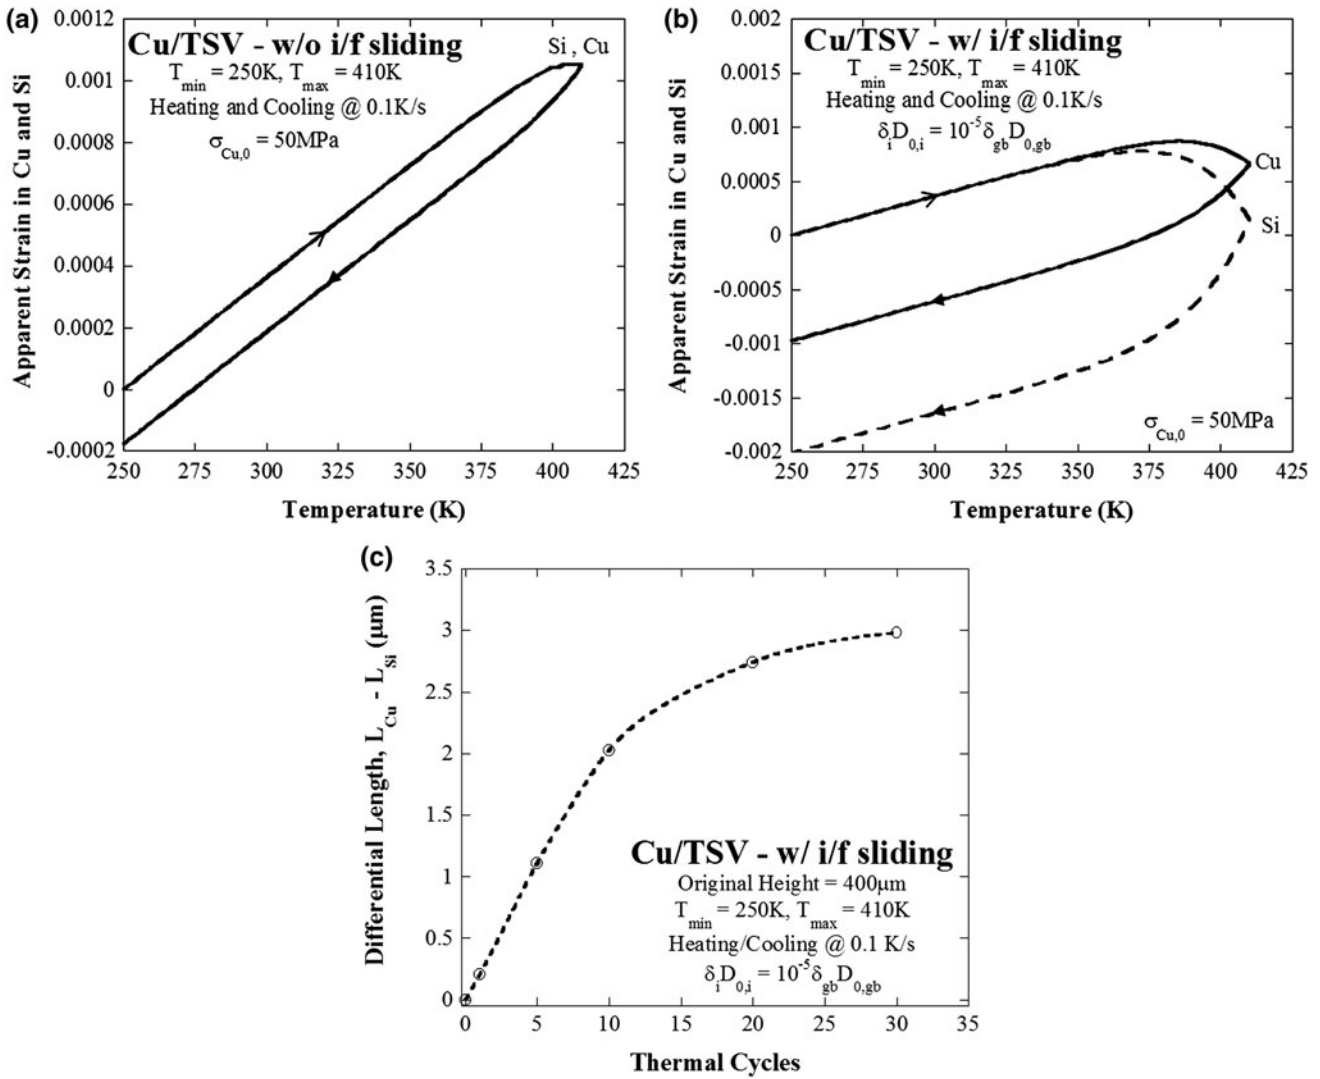 (a)
Cu/TSV - w/o i/f sliding
T_min = 250K, T_max = 410K
Heating and Cooling @ 0.1K/s
σ_Cu,0 = 50MPa
Si , Cu
Apparent Strain in Cu and Si
0.0012
0.001
0.0008
0.0006
0.0004
0.0002
0
-0.0002
250
275
300
325
350
375
400
425
Temperature (K)
(b)
Cu/TSV - w/ i/f sliding
T_min = 250K, T_max = 410K
Heating and Cooling @ 0.1K/s
δ_iD_0,i = 10^-5δ_gbD_0,gb
Cu
Si
σ_Cu,0 = 50MPa
Apparent Strain in Cu and Si
0.002
0.0015
0.001
0.0005
0
-0.0005
-0.001
-0.0015
-0.002
250
275
300
325
350
375
400
425
Temperature (K)
(c)
Differential Length, L_Cu - L_Si (μm)
3.5
3
2.5
2
1.5
1
0.5
0
Cu/TSV - w/ i/f sliding
Original Height = 400μm
T_min = 250K, T_max = 410K
Heating/Cooling @ 0.1 K/s
δ_iD_0,i = 10^-5δ_gbD_0,gb
0
5
10
15
20
25
30
35
Thermal Cycles